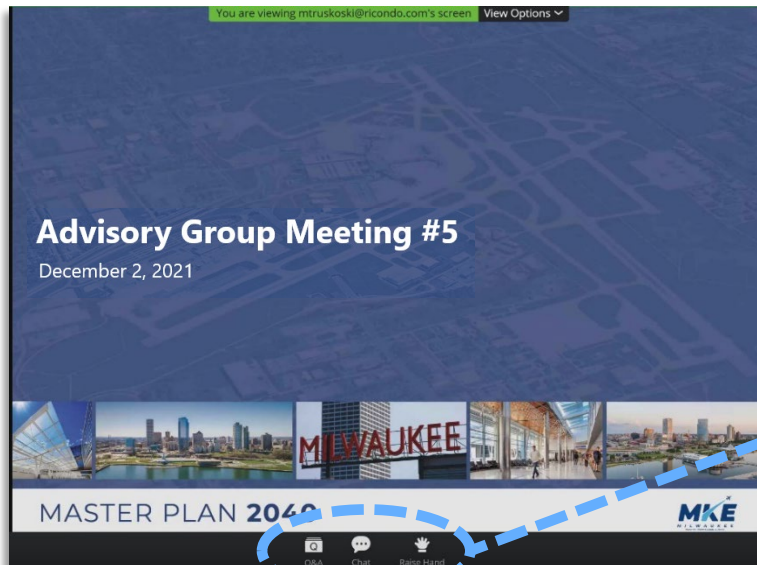 You are viewing mtruskoski@ricondo.com's screen View Options
Advisory Group Meeting #5
December 2, 2021
MILWAUKEE
MASTER PLAN 2040
MKE
MILWAUKEE
Q&A Chat Raise Hand